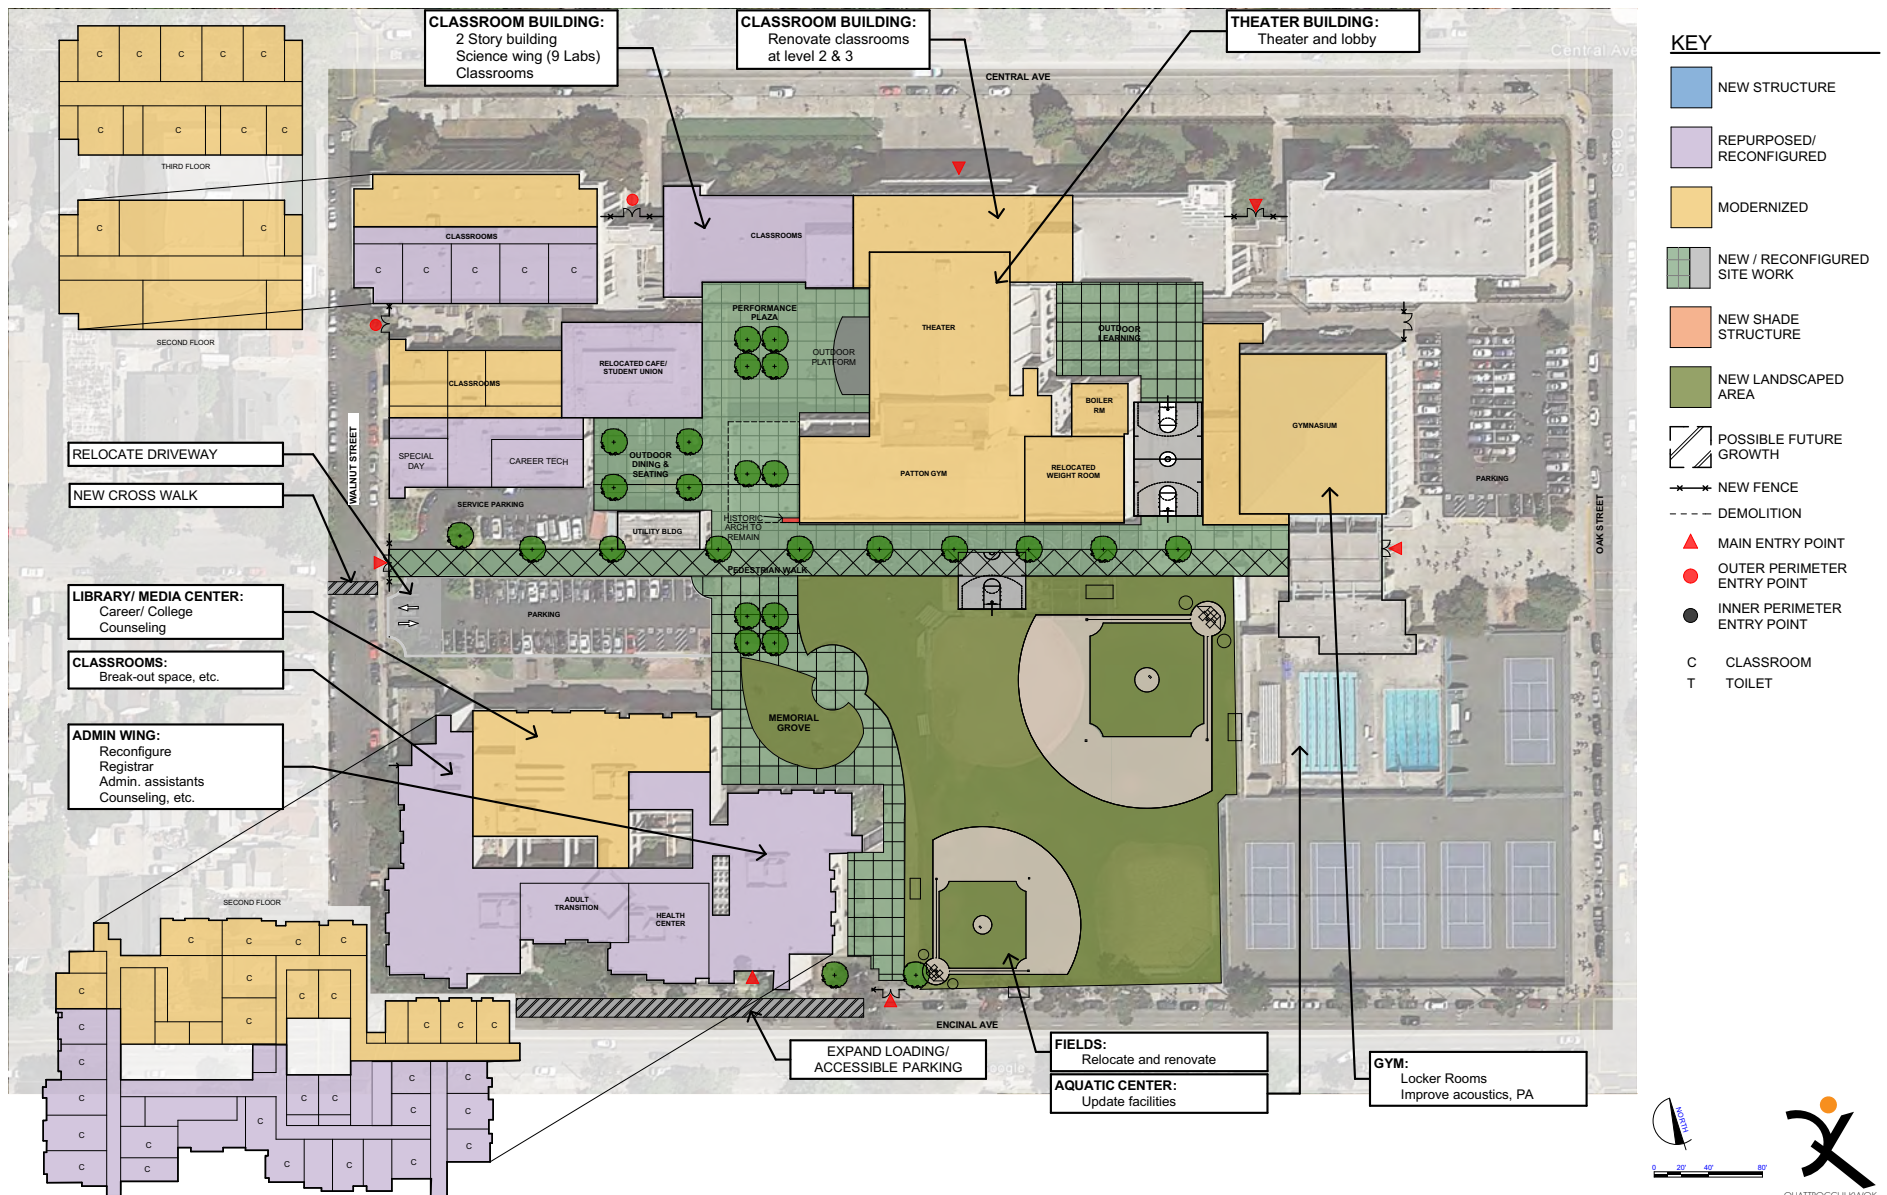 CLASSROOM BUILDING:
2 Story building
Science wing (9 Labs)
Classrooms
CLASSROOM BUILDING:
Renovate classrooms
at level 2 & 3
THEATER BUILDING:
Theater and lobby
Central Ave
CENTRAL AVE
Oak St
C C C C C
C C C C
THIRD FLOOR
C C
SECOND FLOOR
CLASSROOMS
C C C C C
CLASSROOMS
PERFORMANCE
PLAZA
OUTDOOR
PLATFORM
THEATER
OUTDOOR
LEARNING
RELOCATED CAFE/
STUDENT UNION
CLASSROOMS
BOILER
RM
GYMNASIUM
SPECIAL
DAY
CAREER TECH
OUTDOOR
DINING &
SEATING
PATTON GYM
RELOCATED
WEIGHT ROOM
PARKING
WALNUT STREET
OAK STREET
RELOCATE DRIVEWAY
NEW CROSS WALK
SERVICE PARKING
UTILITY BLDG
HISTORIC
ARCH TO
REMAIN
PEDESTRIAN WALK
PARKING
LIBRARY/ MEDIA CENTER:
Career/ College
Counseling
CLASSROOMS:
Break-out space, etc.
ADMIN WING:
Reconfigure
Registrar
Admin. assistants
Counseling, etc.
MEMORIAL
GROVE
ADULT
TRANSITION
HEALTH
CENTER
SECOND FLOOR
C C C C
C C
C C
C
C C C
C
C
C C
C C C
C C C
C C C C
C C C C C
ENCINAL AVE
EXPAND LOADING/
ACCESSIBLE PARKING
FIELDS:
Relocate and renovate
AQUATIC CENTER:
Update facilities
GYM:
Locker Rooms
Improve acoustics, PA
KEY
NEW STRUCTURE
REPURPOSED/
RECONFIGURED
MODERNIZED
NEW / RECONFIGURED
SITE WORK
NEW SHADE
STRUCTURE
NEW LANDSCAPED
AREA
POSSIBLE FUTURE
GROWTH
NEW FENCE
DEMOLITION
MAIN ENTRY POINT
OUTER PERIMETER
ENTRY POINT
INNER PERIMETER
ENTRY POINT
C CLASSROOM
T TOILET
NORTH
0 20' 40' 80'